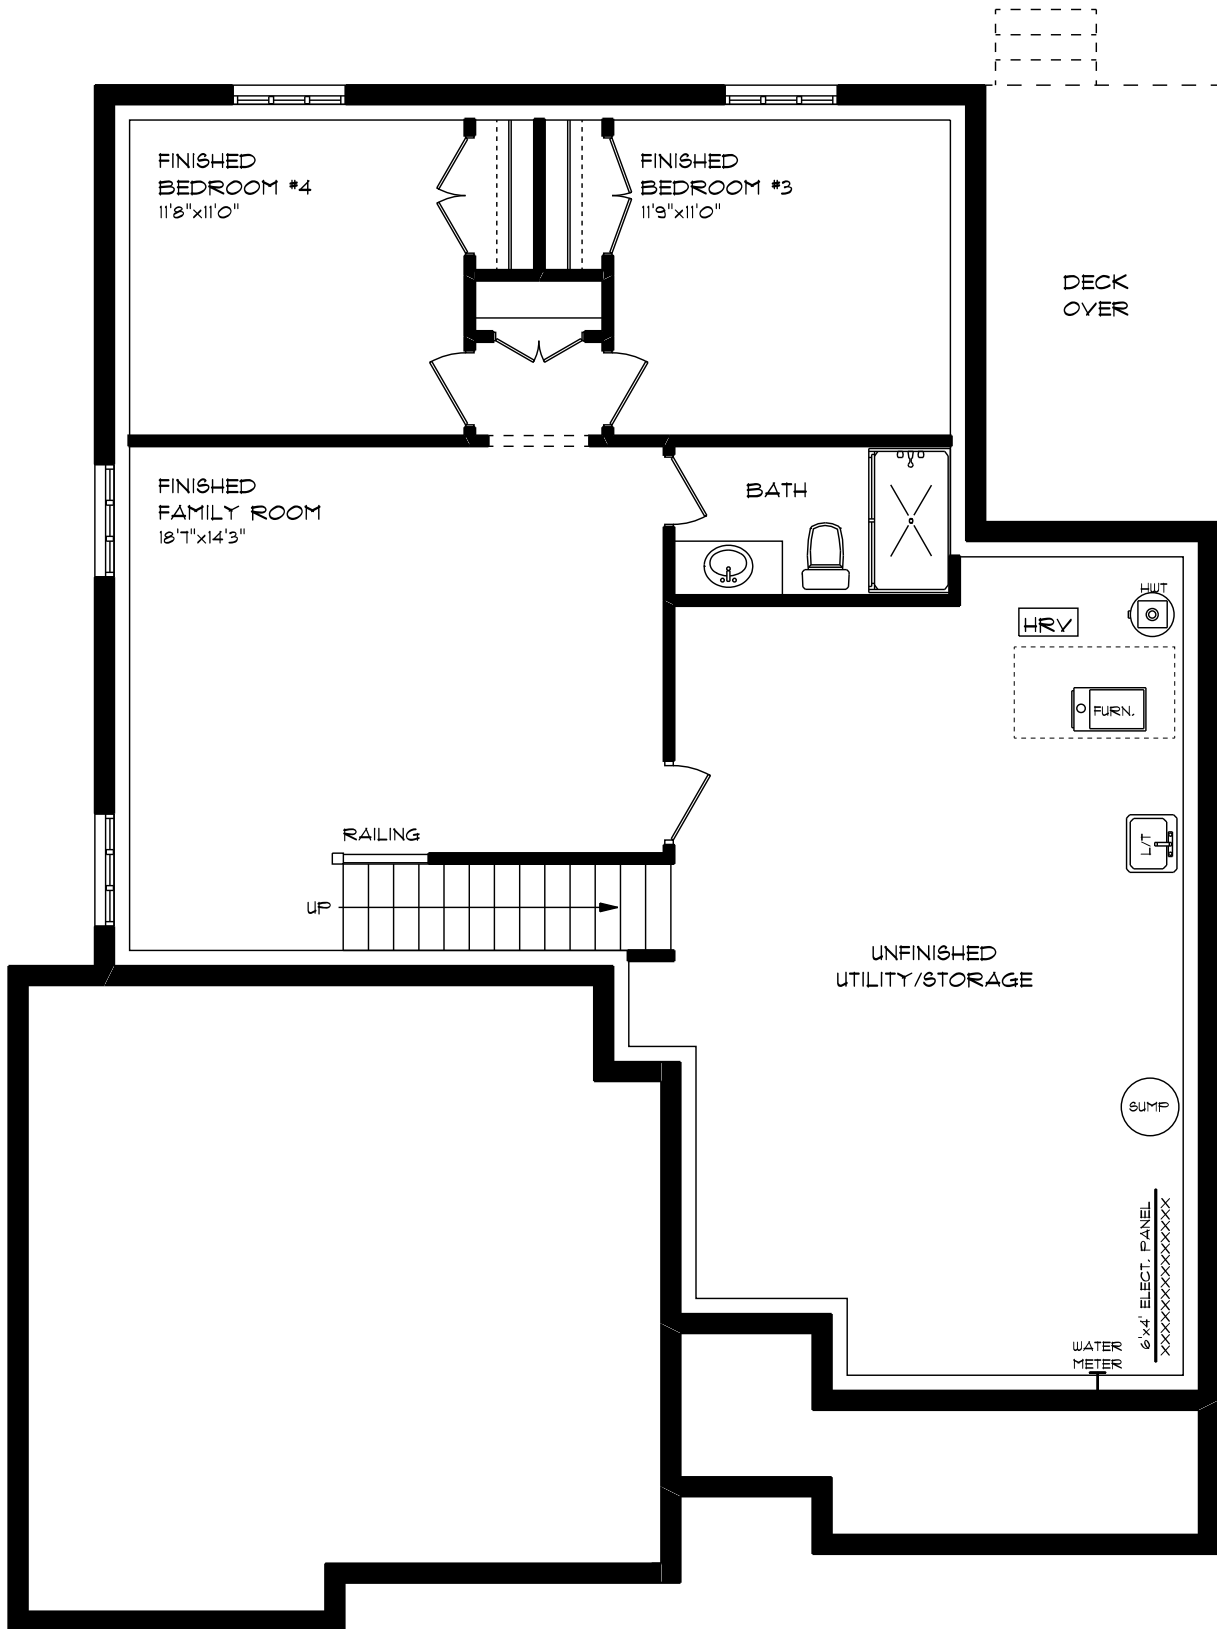 FINISHED
BEDROOM #4
11'8"x11'0"
FINISHED
BEDROOM #3
11'9"x11'0"
DECK
OVER
FINISHED
FAMILY ROOM
18'7"x14'3"
BATH
HWT
HRV
FURN.
RAILING
L/T
UP
UNFINISHED
UTILITY/STORAGE
SUMP
6'x4' ELECT. PANEL
XXXXXXXXXXXXXXXX
WATER
METER